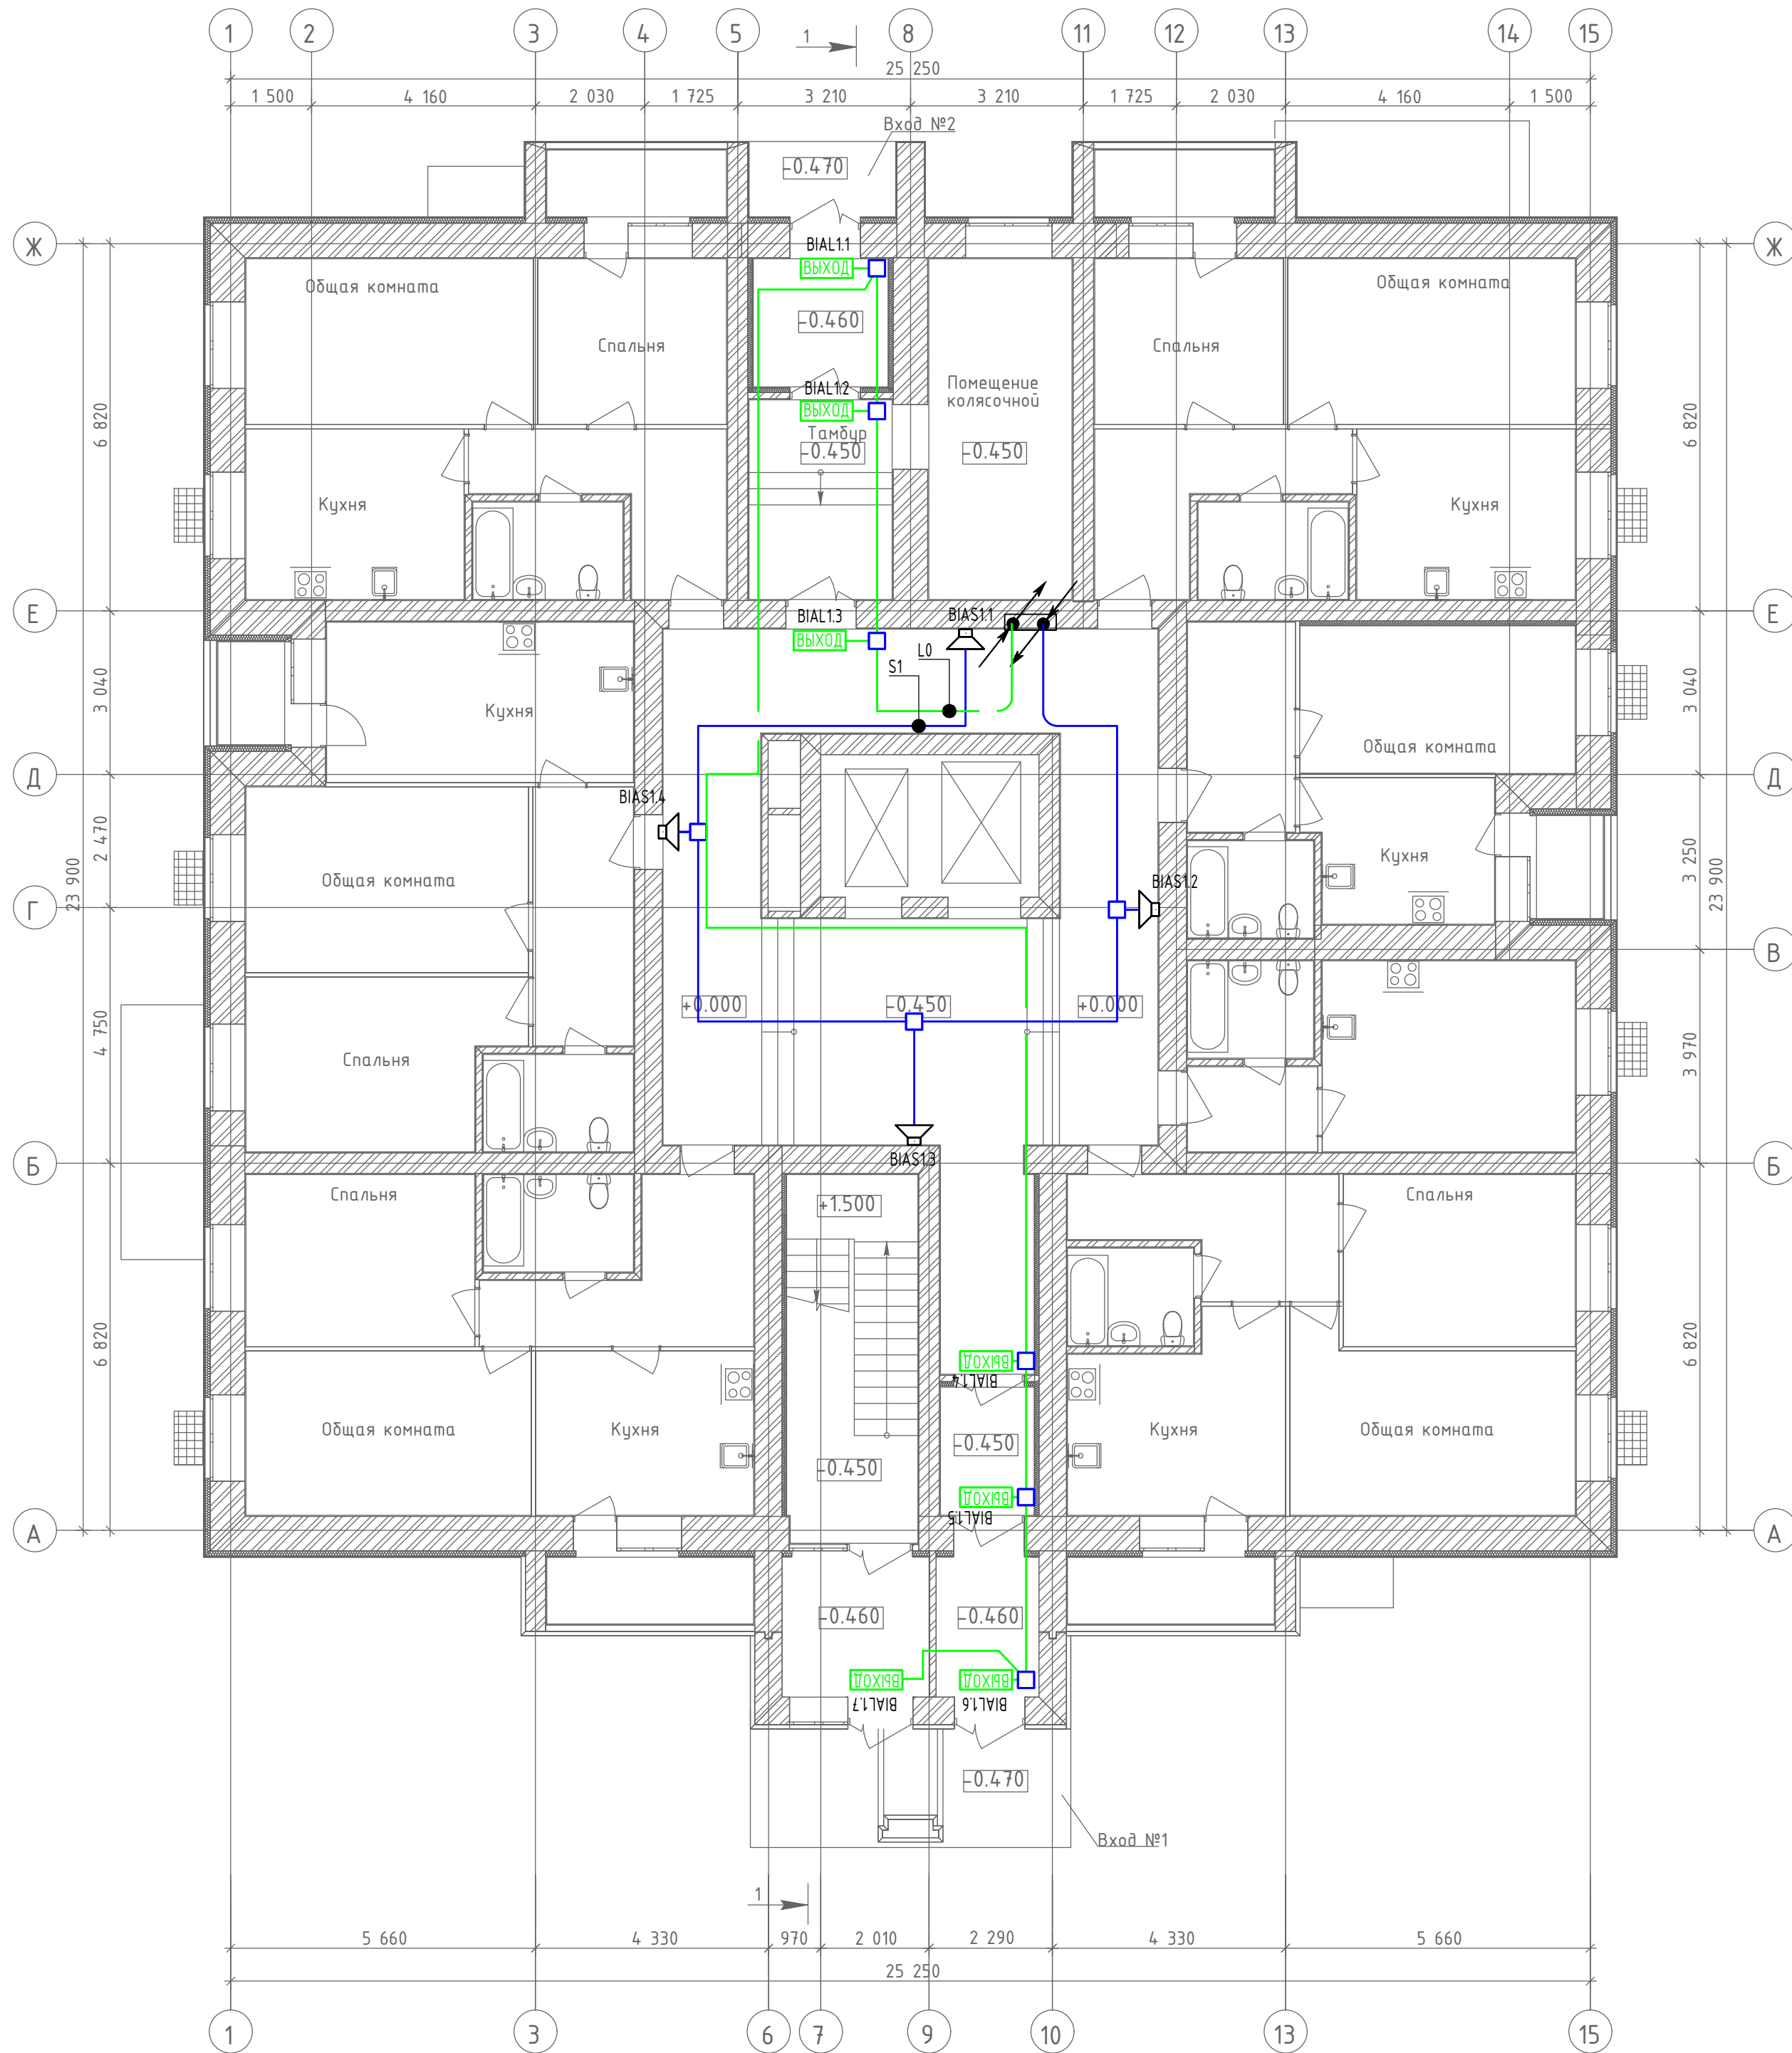 1 2 3 4 5 8 11 12 13 14 15
1
25 250
1 500 4 160 2 030 1 725 3 210 3 210 1 725 2 030 4 160 1 500
Вход №2
-0.470
Ж Ж
BIAL1.1
ВЫХОД
Общая комната Общая комната
-0.460
Спальня Спальня
6 820 6 820
BIAL1.2
ВЫХОД
Помещение
колясочной
Тамбур
-0.450 -0.450
Кухня Кухня
Е Е
BIAL1.3 BIAS1.1
ВЫХОД
L0
S1
3 040 3 040
Кухня
Общая комната
Д Д
BIAS1.4
2 470
3 250
23 900 23 900
Кухня
Общая комната
BIAS1.2
Г
В
+0.000 -0.450 +0.000
4 750
3 970
Спальня
Б Б
BIAS1.3
Спальня Спальня
+1.500
6 820 6 820
ВЫХОД
BIAL1.4
Общая комната Кухня Кухня Общая комната
-0.450
-0.450
ВЫХОД
BIAL1.5
А А
-0.460 -0.460
ВЫХОД ВЫХОД
BIAL1.7 BIAL1.6
-0.470
Вход №1
1
5 660 4 330 970 2 010 2 290 4 330 5 660
25 250
1 3 6 7 9 10 13 15